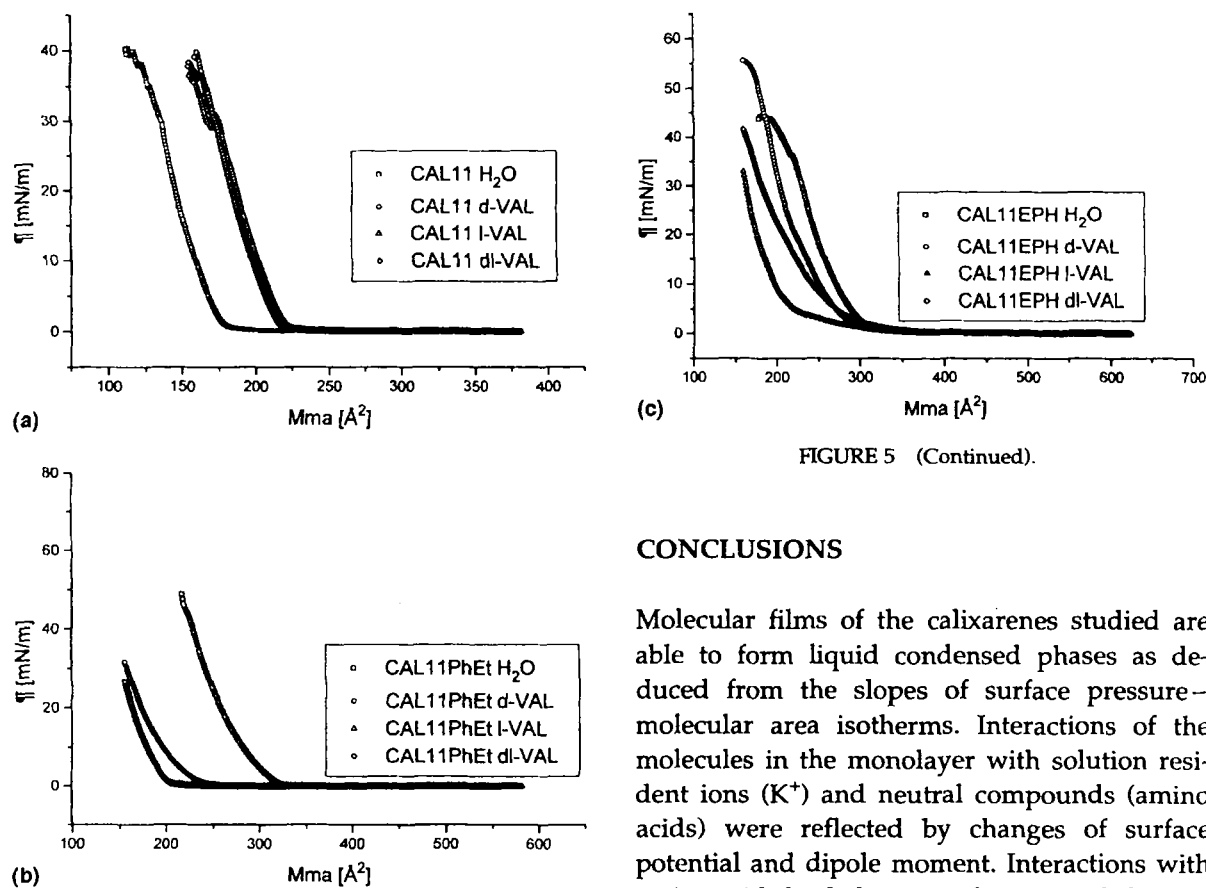 40
30
20
10
0
¶ [mN/m]
CAL11 H₂O
CAL11 d-VAL
CAL11 l-VAL
CAL11 dl-VAL
100 150 200 250 300 350 400
(a)
Mma [Å²]
80
60
40
20
0
¶ [mN/m]
CAL11PhEt H₂O
CAL11PhEt d-VAL
CAL11PhEt l-VAL
CAL11PhEt dl-VAL
100 200 300 400 500 600
(b)
Mma [Å²]
60
50
40
30
20
10
0
¶ [mN/m]
CAL11EPH H₂O
CAL11EPH d-VAL
CAL11EPH l-VAL
CAL11EPH dl-VAL
100 200 300 400 500 600 700
(c)
Mma [Å²]
FIGURE 5 (Continued).
CONCLUSIONS
Molecular films of the calixarenes studied are
able to form liquid condensed phases as de-
duced from the slopes of surface pressure–
molecular area isotherms. Interactions of the
molecules in the monolayer with solution resi-
dent ions (K⁺) and neutral compounds (amino
acids) were reflected by changes of surface
potential and dipole moment. Interactions with